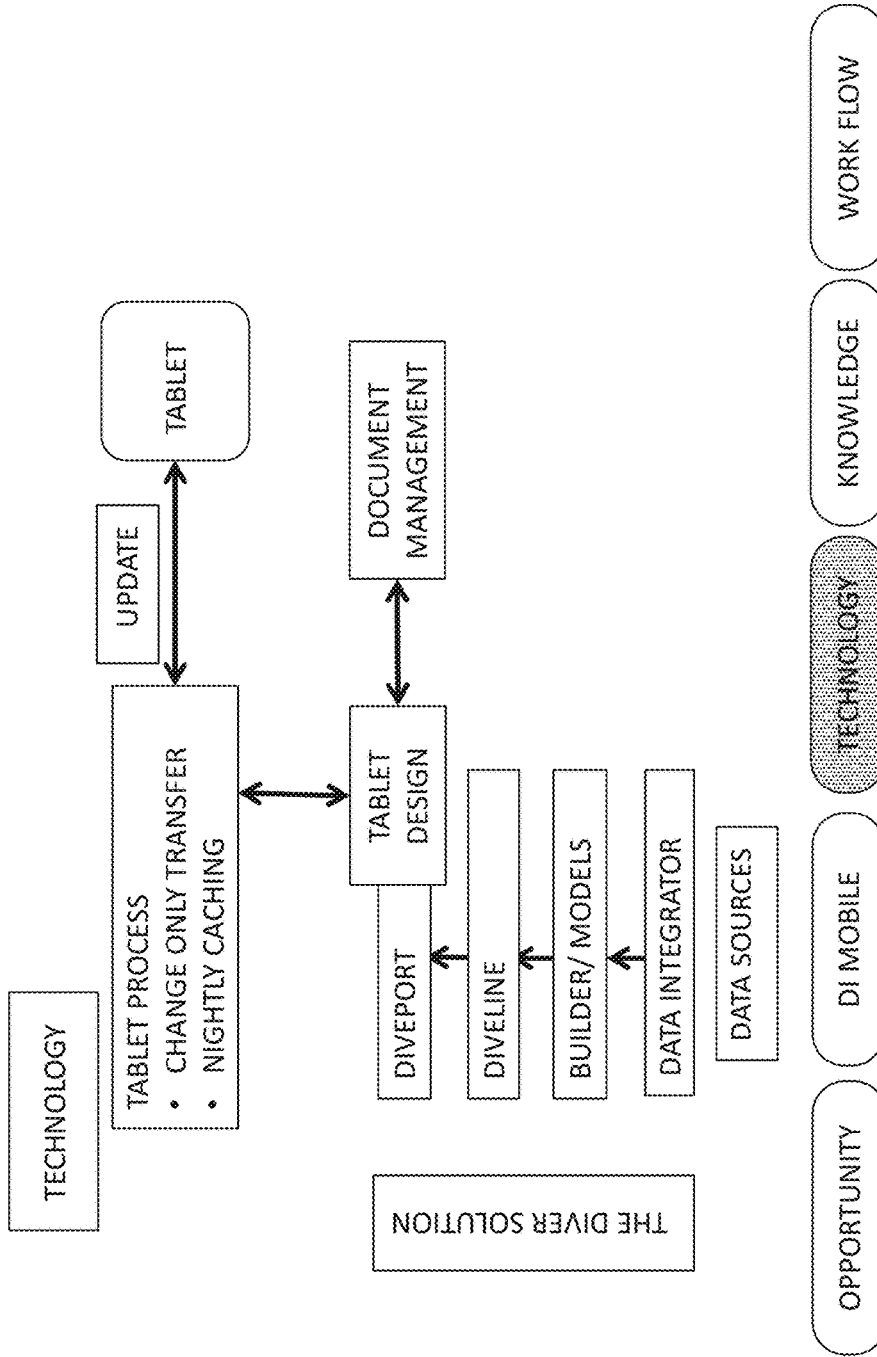 TECHNOLOGY
TABLET PROCESS
• CHANGE ONLY TRANSFER
• NIGHTLY CACHING
UPDATE
TABLET
THE DIVER SOLUTION
DIVEPORT
TABLET
DESIGN
DOCUMENT
MANAGEMENT
DIVELINE
BUILDER/ MODELS
DATA INTEGRATOR
DATA SOURCES
OPPORTUNITY
DI MOBILE
TECHNOLOGY
KNOWLEDGE
WORK FLOW